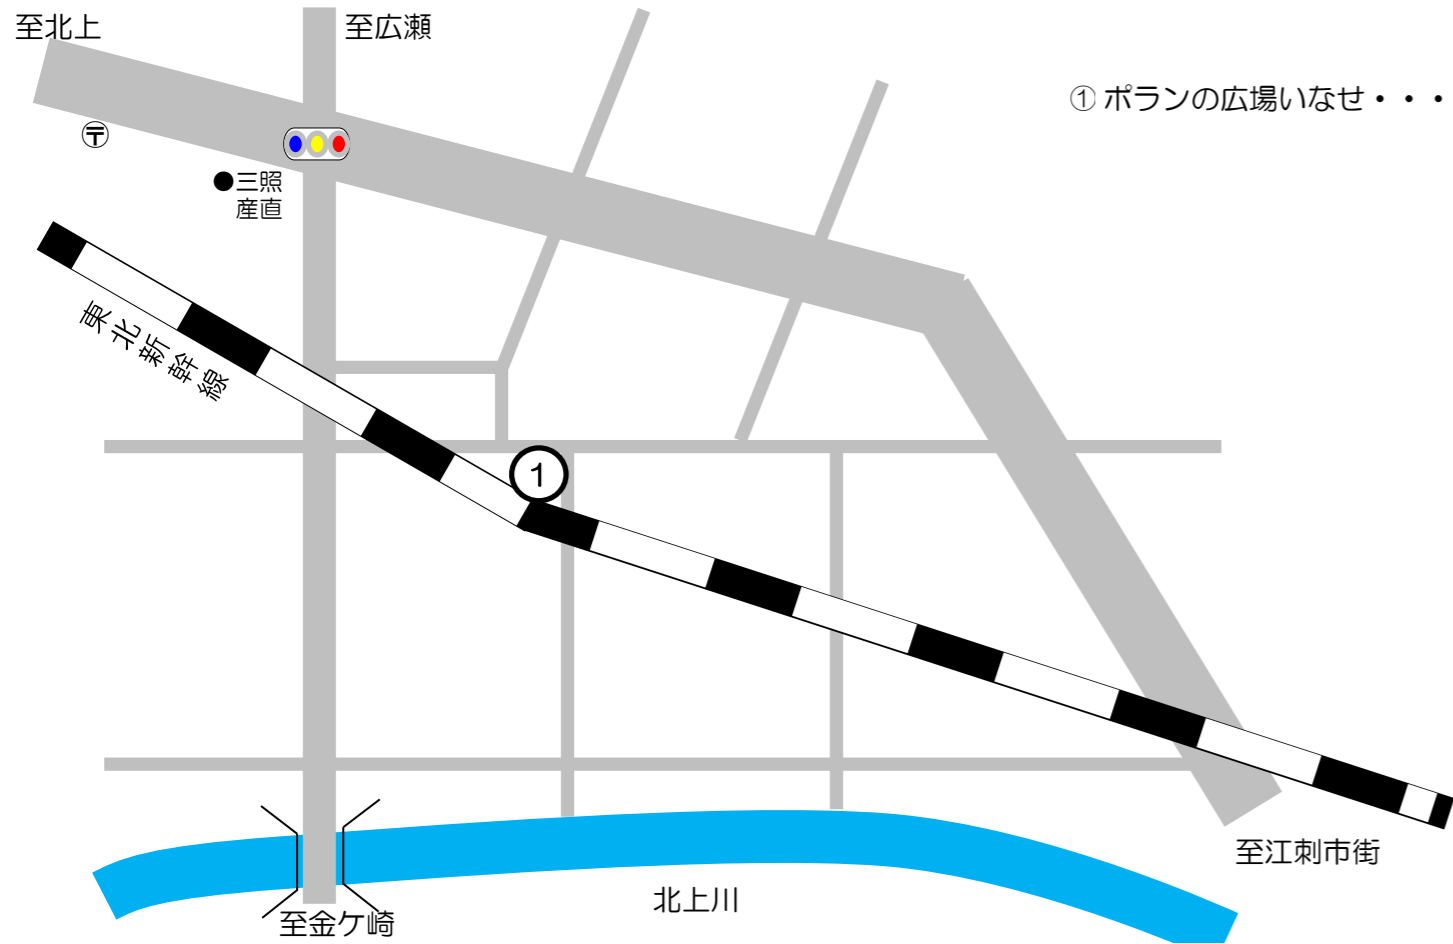 至北上
至広瀬
① ポランの広場いなせ・・・
〒
●三照
産直
東北新幹線
1
至江刺市街
北上川
至金ケ崎